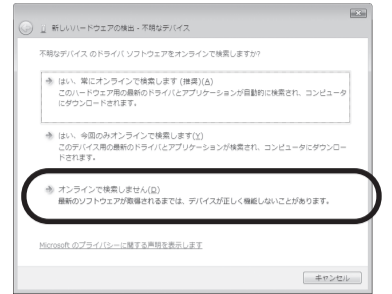 新しいハードウェアの検出 - 不明なデバイス
不明なデバイス のドライバ ソフトウェアをオンラインで検索しますか?
はい、常にオンラインで検索します (推奨)(A)
このハードウェア用の最新のドライバとアプリケーションが自動的に検索され、コンピュータ
にダウンロードされます。
はい、今回のみオンラインで検索します(Y)
このデバイス用の最新のドライバとアプリケーションが検索され、コンピュータにダウンロー
ドされます。
オンラインで検索しません(D)
最新のソフトウェアが取得されるまでは、デバイスが正しく機能しないことがあります。
Microsoft のプライバシーに関する声明を表示します
キャンセル